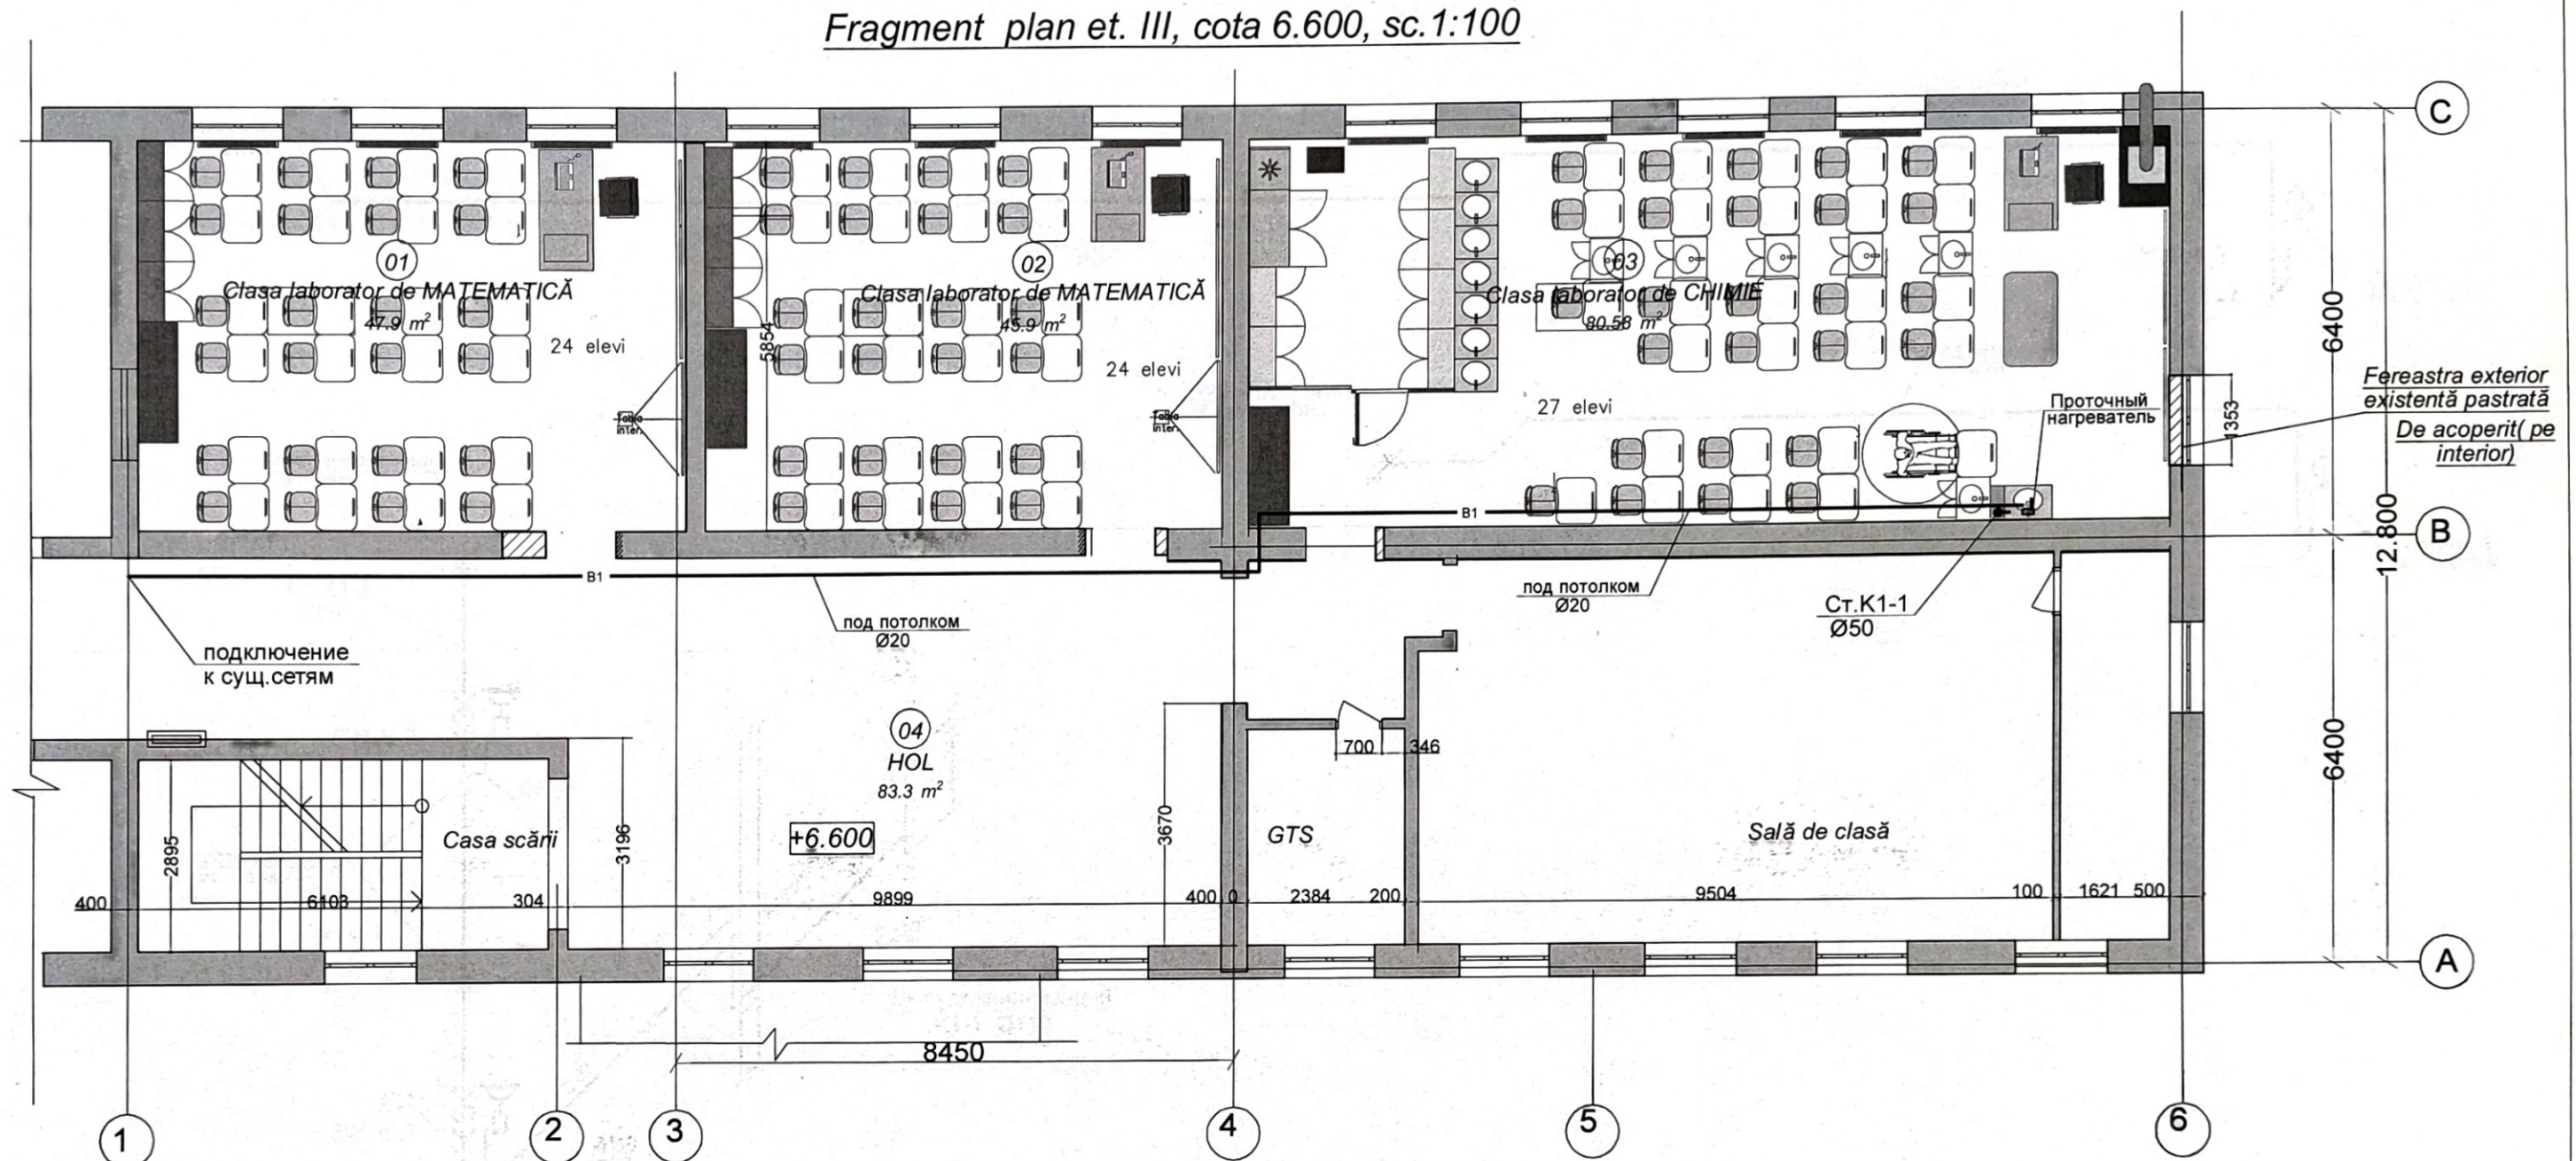 Fragment plan et. III, cota 6.600, sc.1:100
C
01
Clasa laborator de MATEMATICĂ
47.9 m²
24 elevi
Tabla
inter.
02
Clasa laborator de MATEMATICĂ
45.9 m²
24 elevi
5854
Tabla
inter.
03
Clasa laborator de CHIMIE
80.58 m²
27 elevi
Проточный
нагреватель
1353
6400
Fereastra exterior
existentă pastrată
De acoperit( pe
interior)
12.800
B
B1
B1
подключение
к сущ.сетям
под потолком
Ø20
под потолком
Ø20
Ст.К1-1
Ø50
04
HOL
83.3 m²
+6.600
700
346
6400
2895
Casa scării
3196
3670
GTS
Sală de clasă
400
6103
304
9899
400
0
2384
200
9504
100
1621
500
A
8450
1
2
3
4
5
6